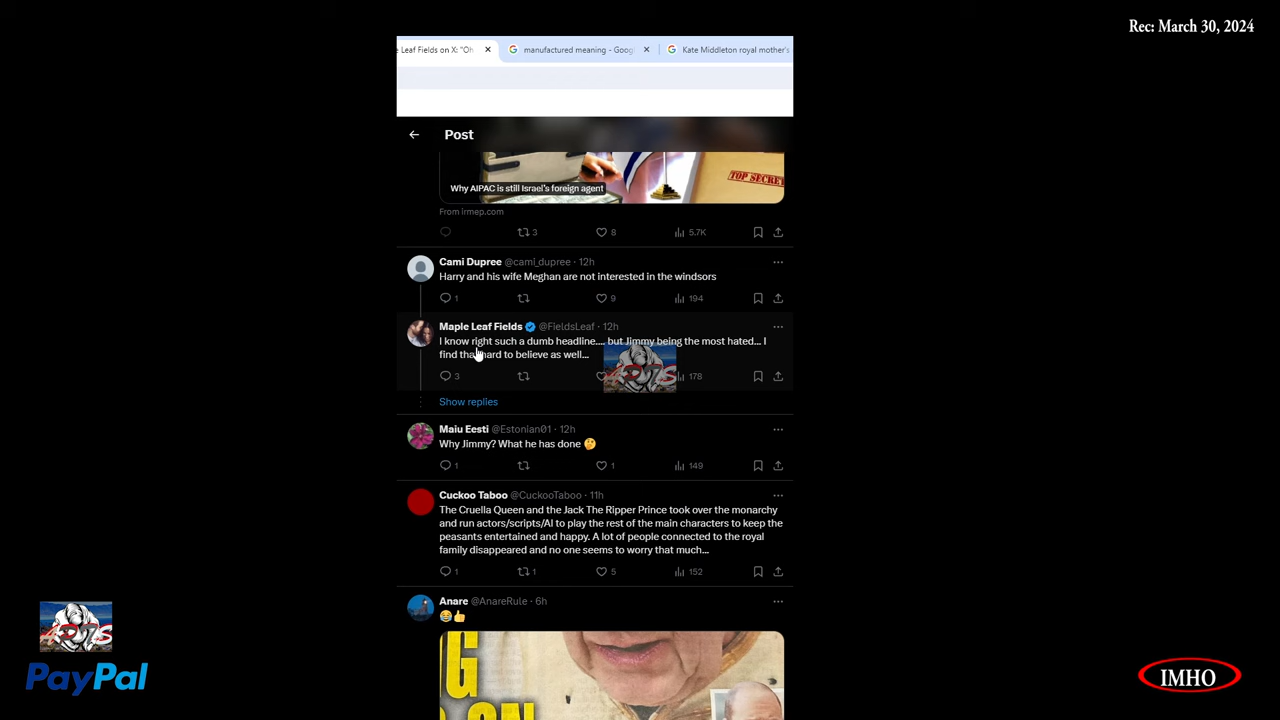 Rec: March 30, 2024
e Leaf Fields on X: "Oh
manufactured meaning - Goog
Kate Middleton royal mother's
Post
TOP SECRET
Why AIPAC is still Israel's foreign agent
From irmep.com
3 8 5.7K
Cami Dupree @cami_dupree · 12h
Harry and his wife Meghan are not interested in the windsors
1 9 194
Maple Leaf Fields @FieldsLeaf · 12h
I know right such a dumb headline.... but Jimmy being the most hated... I
find that hard to believe as well...
3 178
Show replies
Maiu Eesti @Estonian01 · 12h
Why Jimmy? What he has done 🤔
1 1 149
Cuckoo Taboo @CuckooTaboo · 11h
The Cruella Queen and the Jack The Ripper Prince took over the monarchy
and run actors/scripts/AI to play the rest of the main characters to keep the
peasants entertained and happy. A lot of people connected to the royal
family disappeared and no one seems to worry that much...
1 1 5 152
Anare @AnareRule · 6h
😂👍
PayPal
IMHO